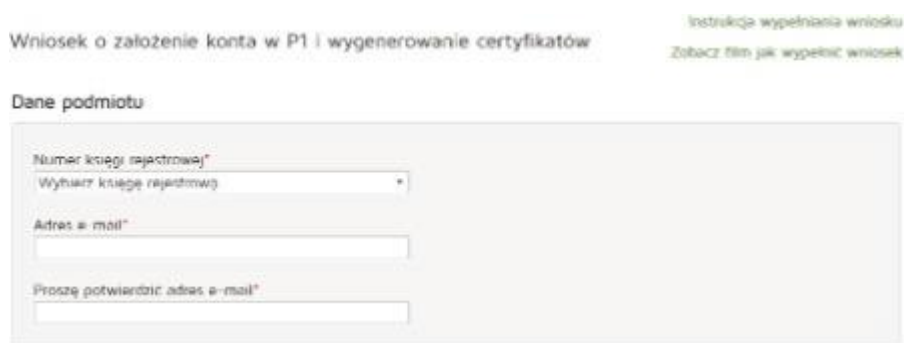 Instrukcja wypełniania wniosku
Wniosek o założenie konta w P1 i wygenerowanie certyfikatów
Zobacz film jak wypełnić wniosek
Dane podmiotu
Numer księgi rejestrowej*
Wybierz księgę rejestrową
Adres e-mail*
Proszę potwierdzić adres e-mail*